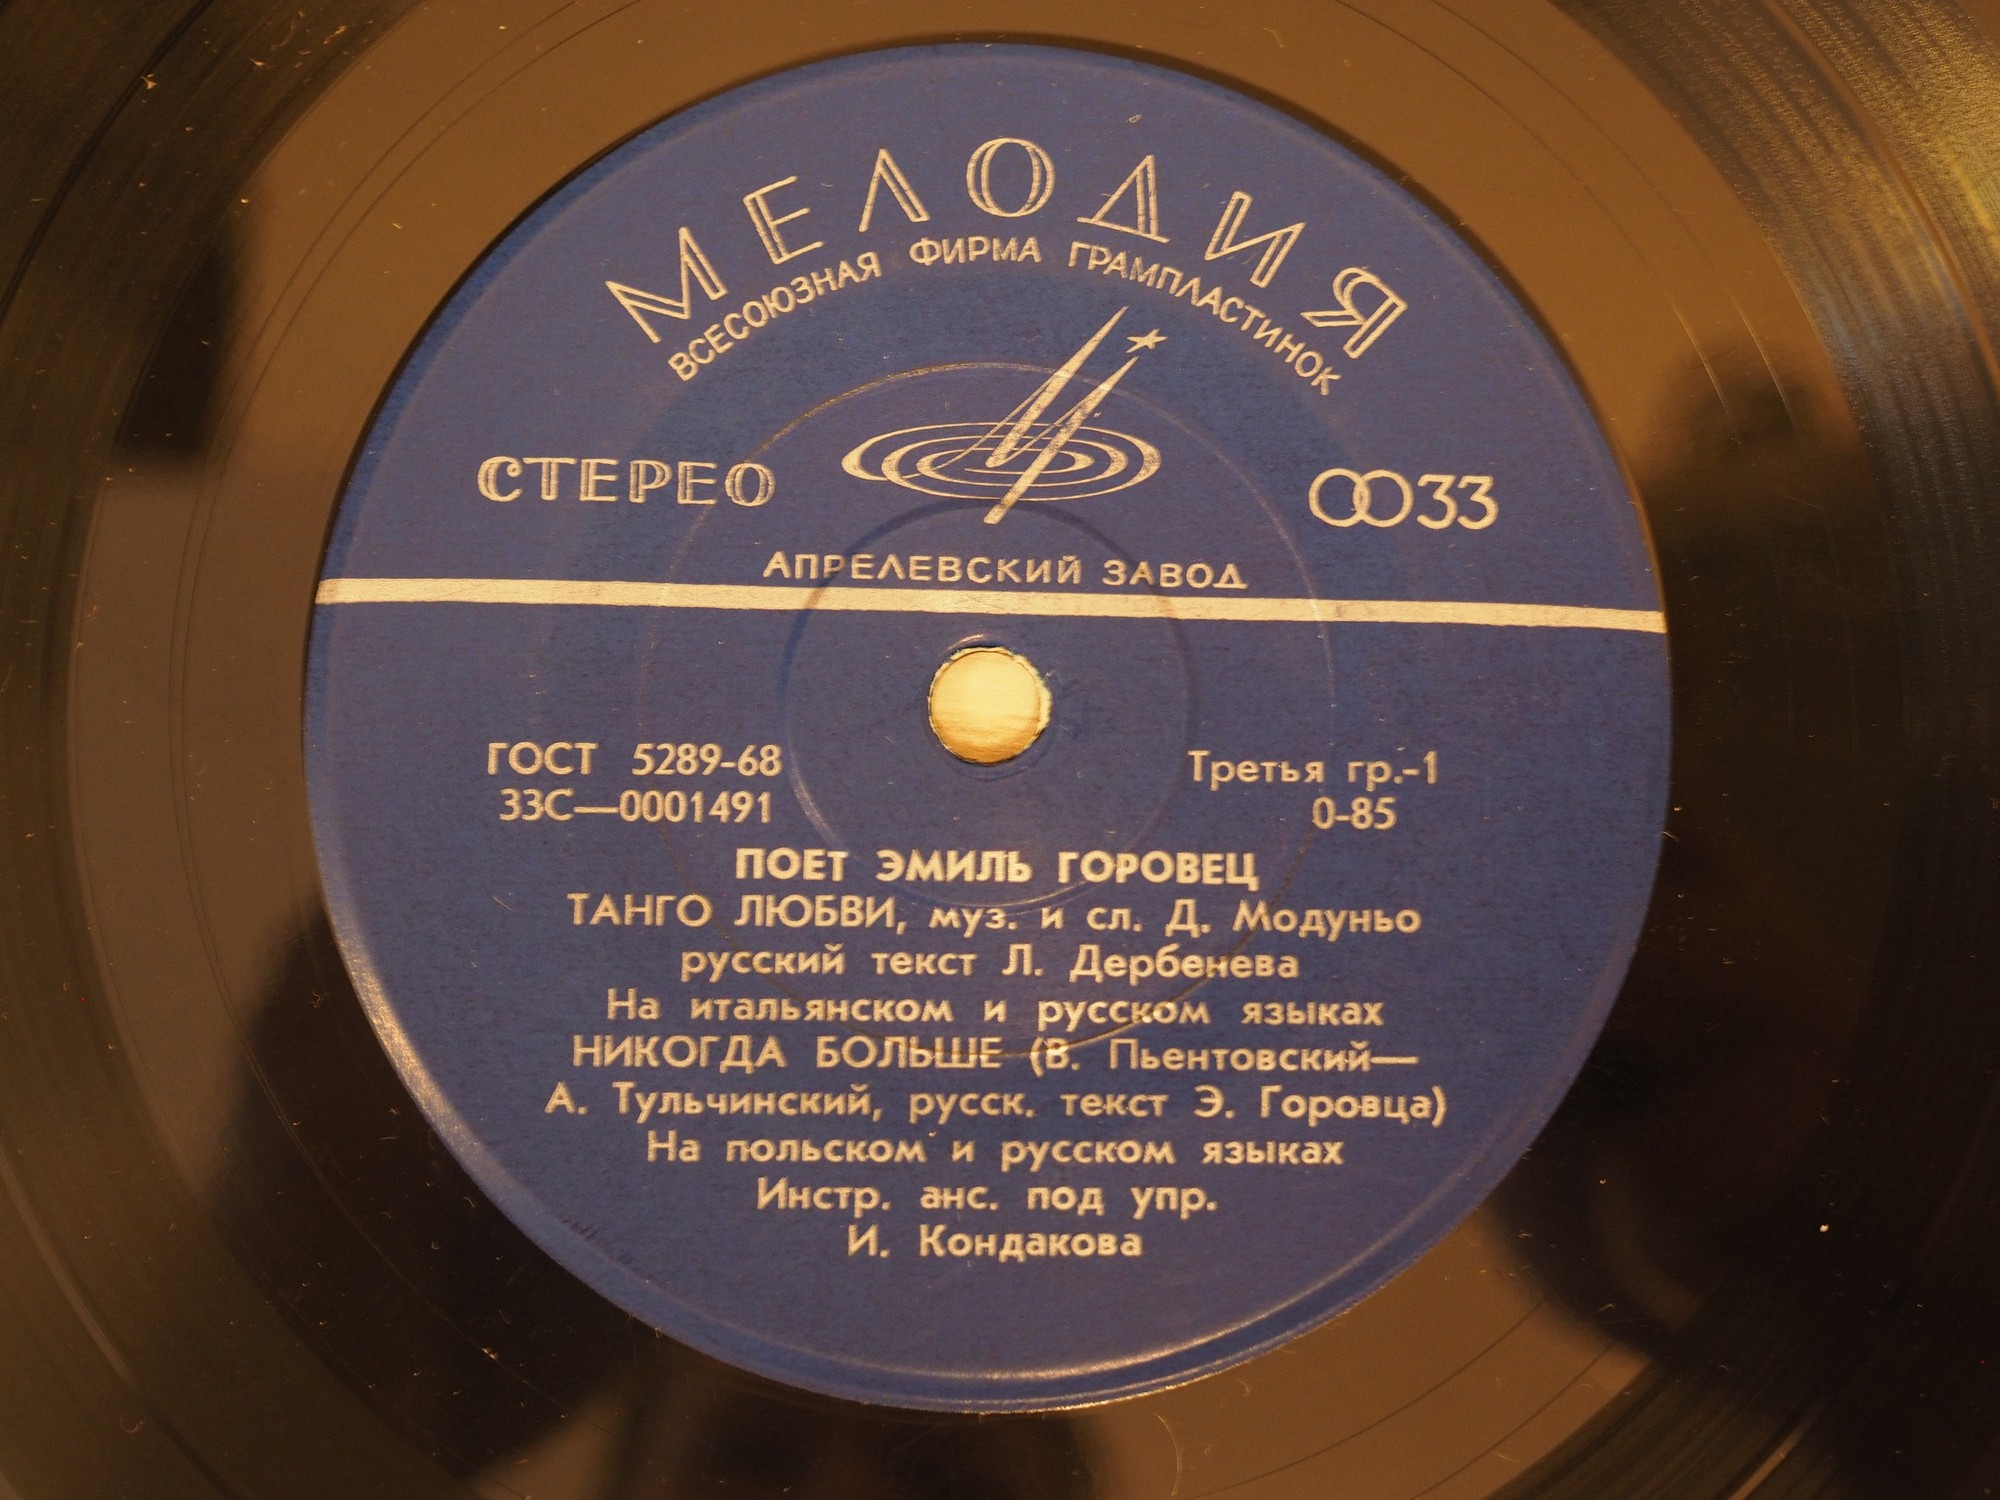 МЕЛОДИЯ
ВСЕСОЮЗНАЯ ФИРМА ГРАМПЛАСТИНОК
СТЕРЕО
OO33
АПРЕЛЕВСКИЙ ЗАВОД
ГОСТ 5289-68
33С—0001491
Третья гр.-1
0-85
ПОЕТ ЭМИЛЬ ГОРОВЕЦ
ТАНГО ЛЮБВИ, муз. и сл. Д. Модуньо
русский текст Л. Дербенева
На итальянском и русском языках
НИКОГДА БОЛЬШЕ (В. Пьентовский—
А. Тульчинский, русск. текст Э. Горовца)
На польском и русском языках
Инстр. анс. под упр.
И. Кондакова